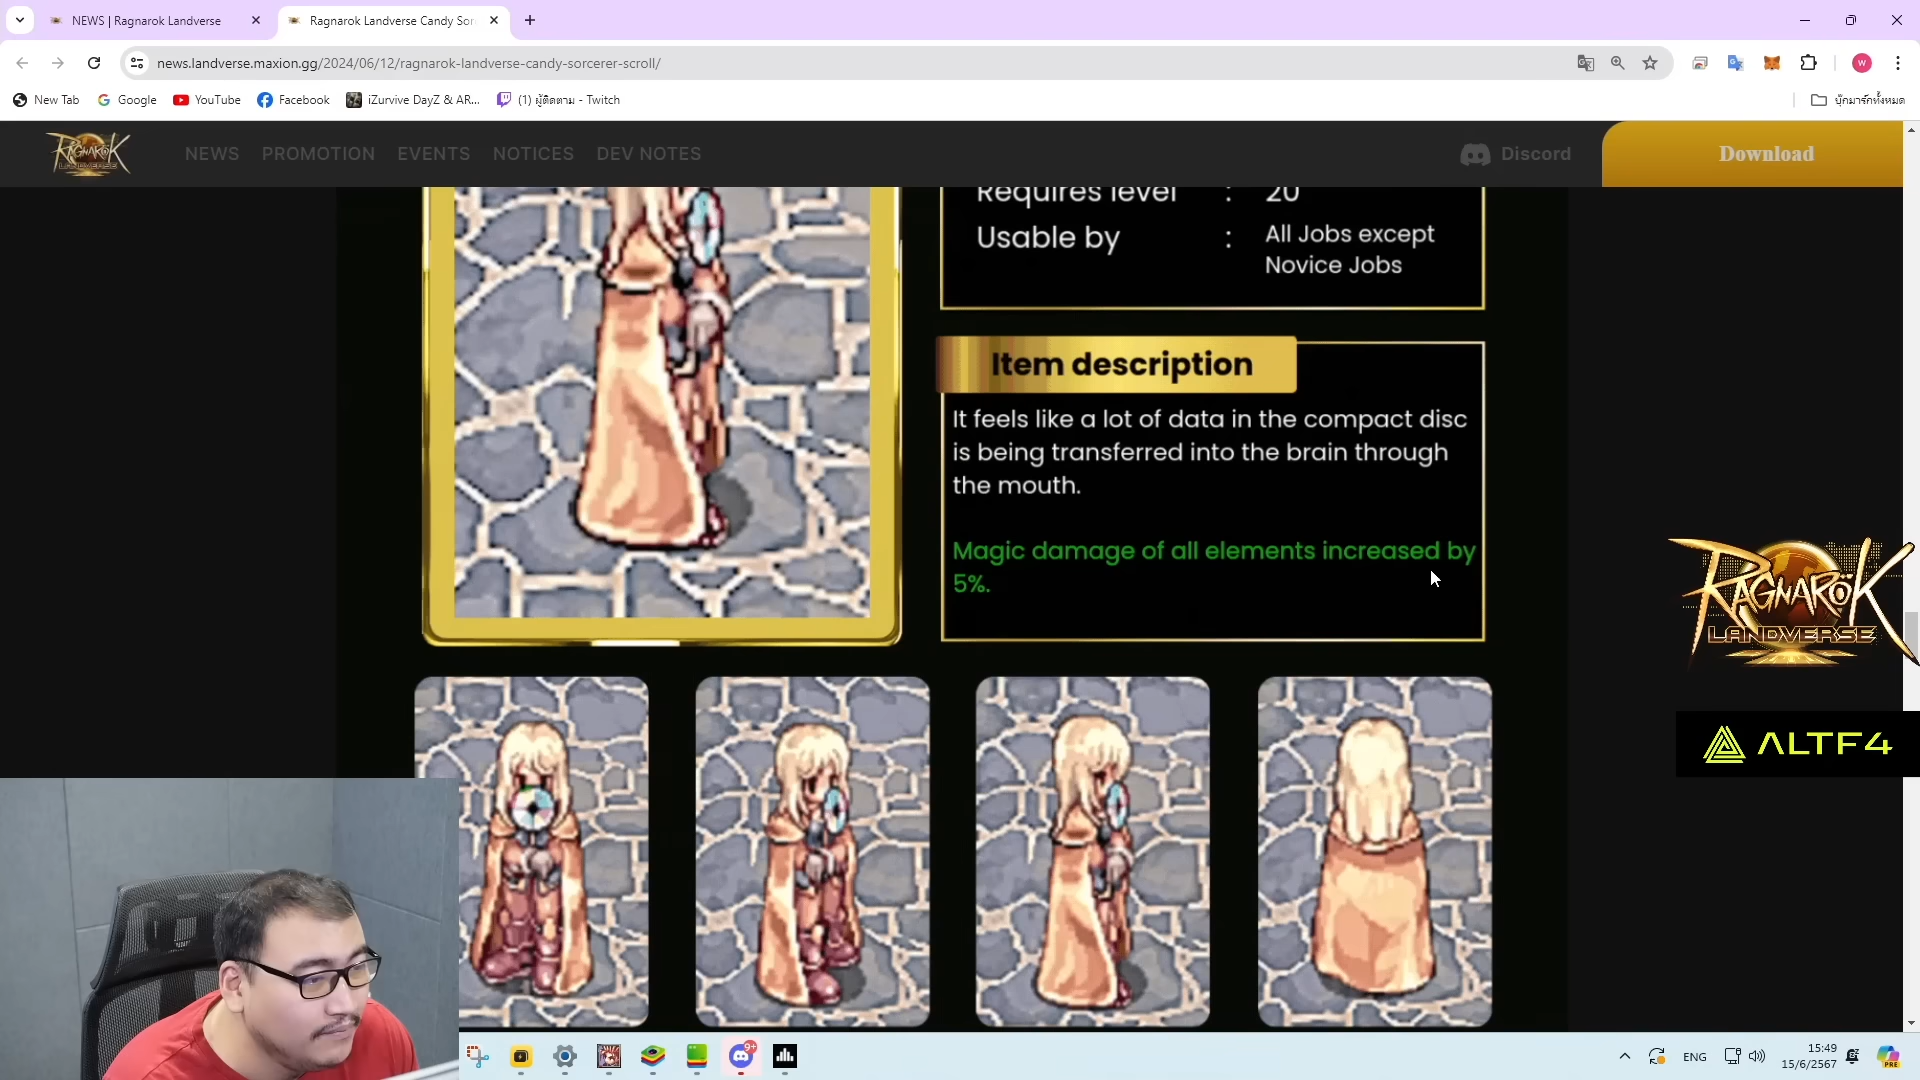 NEWS | Ragnarok Landverse
Ragnarok Landverse Candy Sor
news.landverse.maxion.gg/2024/06/12/ragnarok-landverse-candy-sorcerer-scroll/
W
New Tab
Google
YouTube
Facebook
iZurvive DayZ & AR...
(1) ผู้ติดตาม - Twitch
บุ๊กมาร์กทั้งหมด
RAGNARÖK
LANDVERSE
NEWS
PROMOTION
EVENTS
NOTICES
DEV NOTES
Discord
Download
Requires level : 20
Usable by : All Jobs except
Novice Jobs
Item description
It feels like a lot of data in the compact disc
is being transferred into the brain through
the mouth.
Magic damage of all elements increased by
5%.
RAGNARÖK
LANDVERSE
ALTF4
9+
ENG
15:49
15/6/2567
PRE